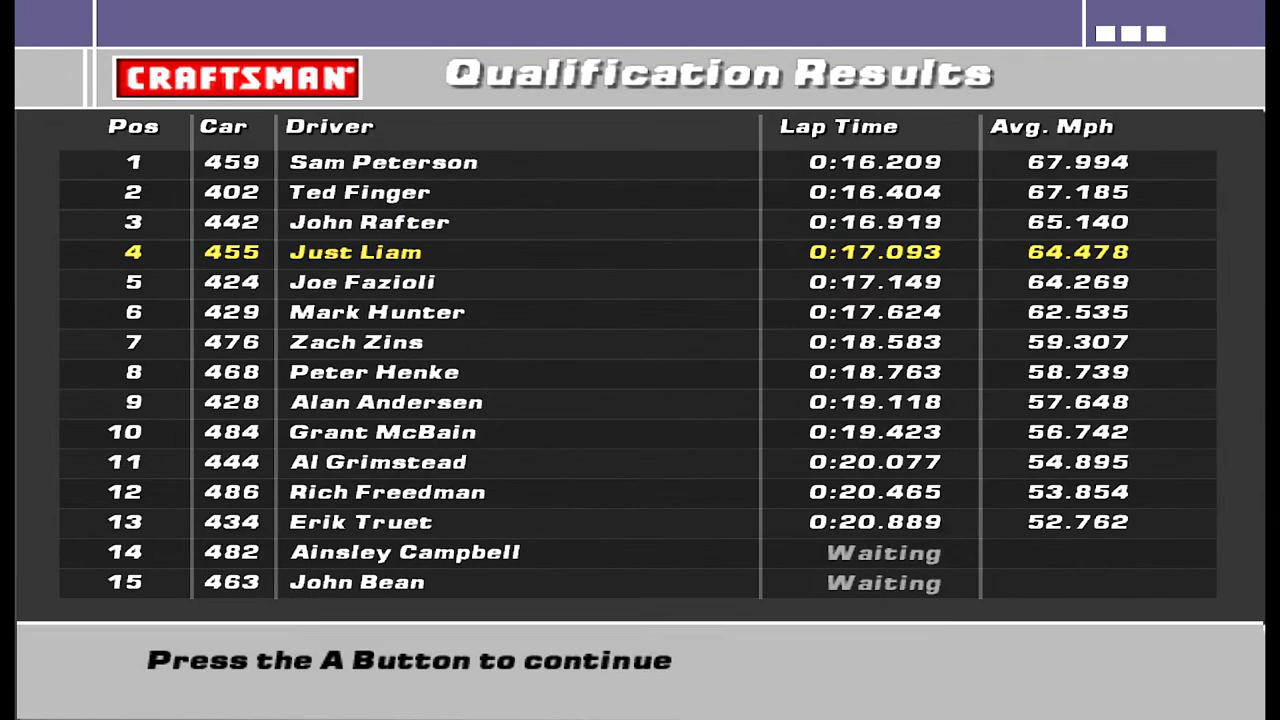 CRAFTSMAN® Qualification Results
Pos Car Driver Lap Time Avg. Mph
1 459 Sam Peterson 0:16.209 67.994
2 402 Ted Finger 0:16.404 67.185
3 442 John Rafter 0:16.919 65.140
4 455 Just Liam 0:17.093 64.478
5 424 Joe Fazioli 0:17.149 64.269
6 429 Mark Hunter 0:17.624 62.535
7 476 Zach Zins 0:18.583 59.307
8 468 Peter Henke 0:18.763 58.739
9 428 Alan Andersen 0:19.118 57.648
10 484 Grant McBain 0:19.423 56.742
11 444 Al Grimstead 0:20.077 54.895
12 486 Rich Freedman 0:20.465 53.854
13 434 Erik Truet 0:20.889 52.762
14 482 Ainsley Campbell Waiting
15 463 John Bean Waiting
Press the A Button to continue